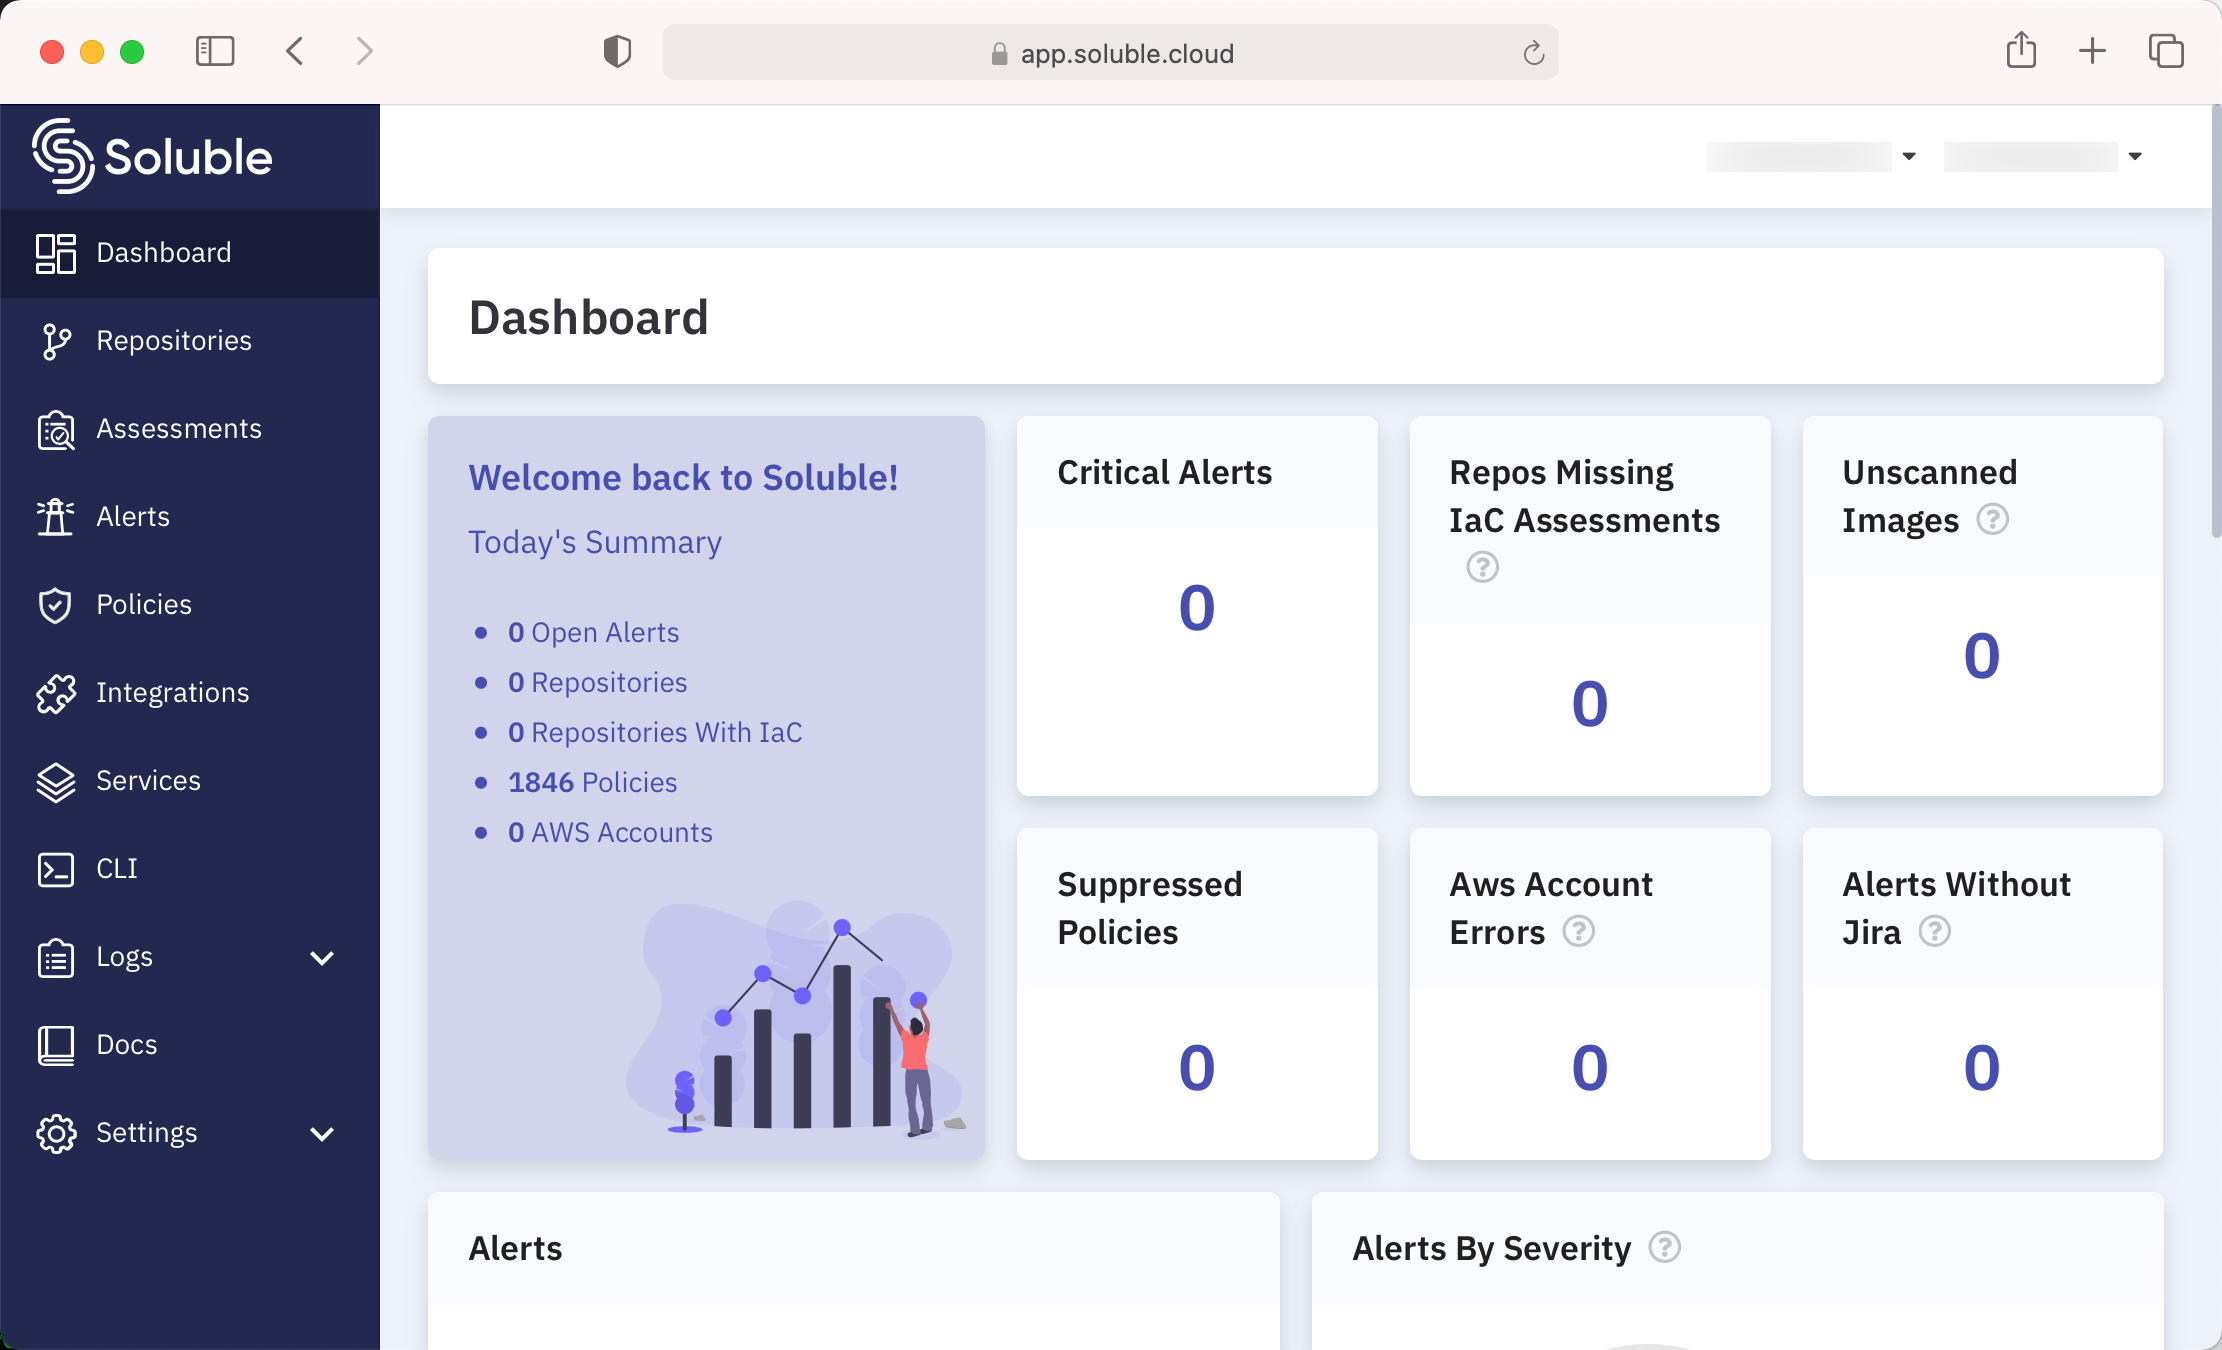 app.soluble.cloud
Soluble
Dashboard
Repositories
Assessments
Alerts
Policies
Integrations
Services
CLI
Logs
Docs
Settings
Dashboard
Welcome back to Soluble!
Today's Summary
0 Open Alerts
0 Repositories
0 Repositories With IaC
1846 Policies
0 AWS Accounts
Critical Alerts
0
Repos Missing
IaC Assessments
?
0
Unscanned
Images ?
0
Suppressed
Policies
0
Aws Account
Errors ?
0
Alerts Without
Jira ?
0
Alerts
Alerts By Severity ?